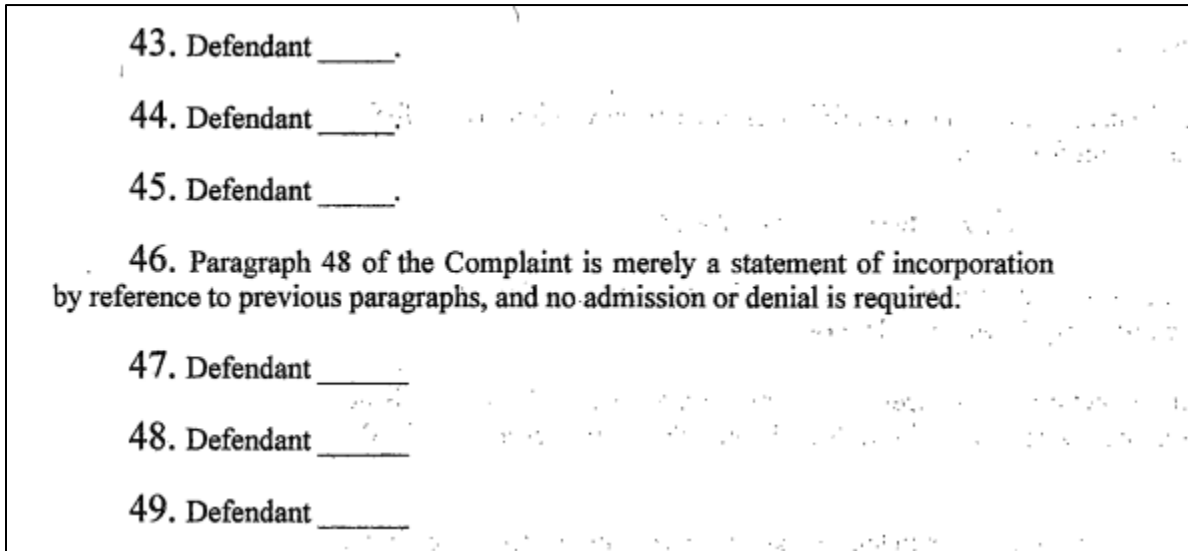 43. Defendant _____.
44. Defendant _____.
45. Defendant _____.
46. Paragraph 48 of the Complaint is merely a statement of incorporation
by reference to previous paragraphs, and no admission or denial is required.
47. Defendant ______
48. Defendant ______
49. Defendant ______